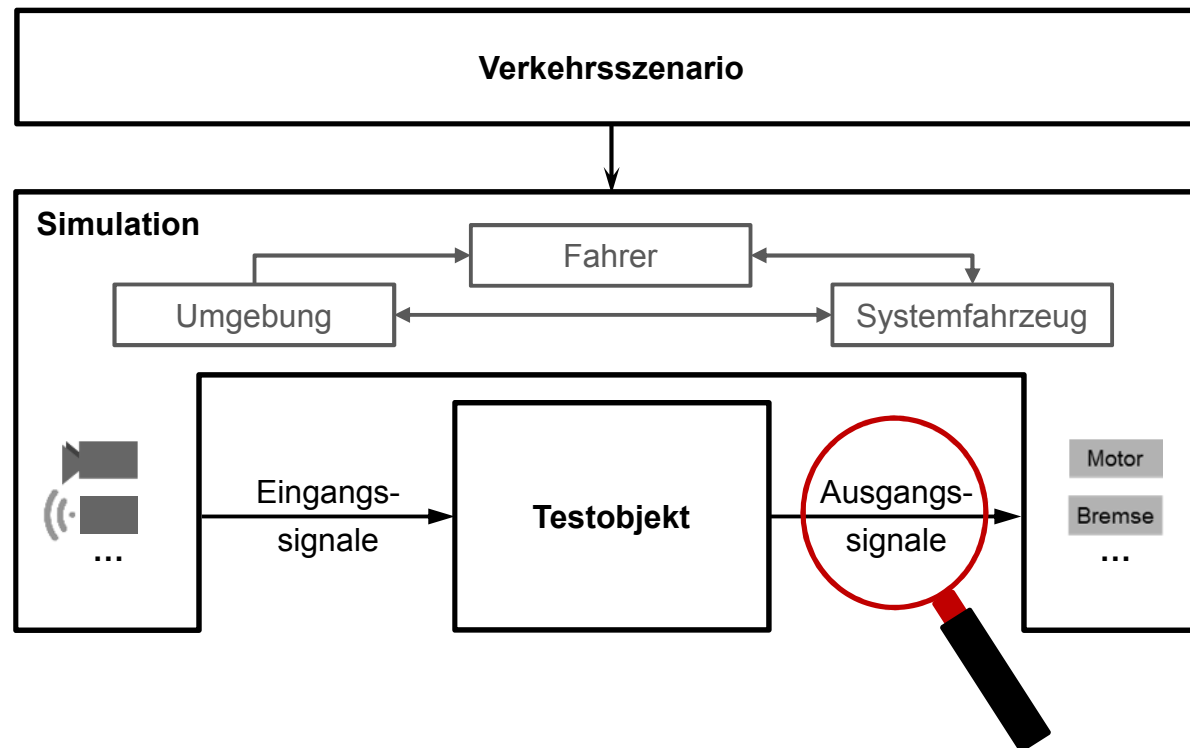 Verkehrsszenario
Simulation
Fahrer
Umgebung
Systemfahrzeug
Eingangs-
signale
Testobjekt
Ausgangs-
signale
Motor
Bremse
...
...